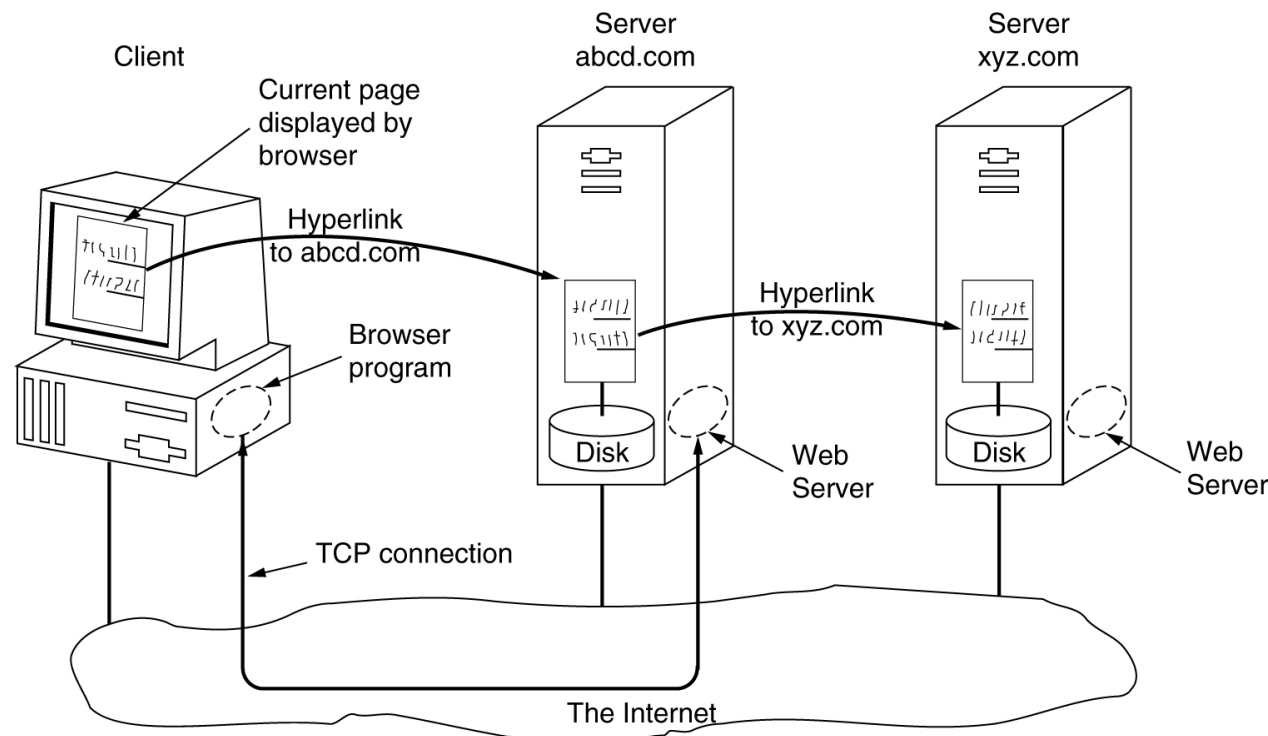 Client
Server
abcd.com
Server
xyz.com
Current page
displayed by
browser
Hyperlink
to abcd.com
Hyperlink
to xyz.com
Browser
program
Disk
Disk
Web
Server
Web
Server
TCP connection
The Internet